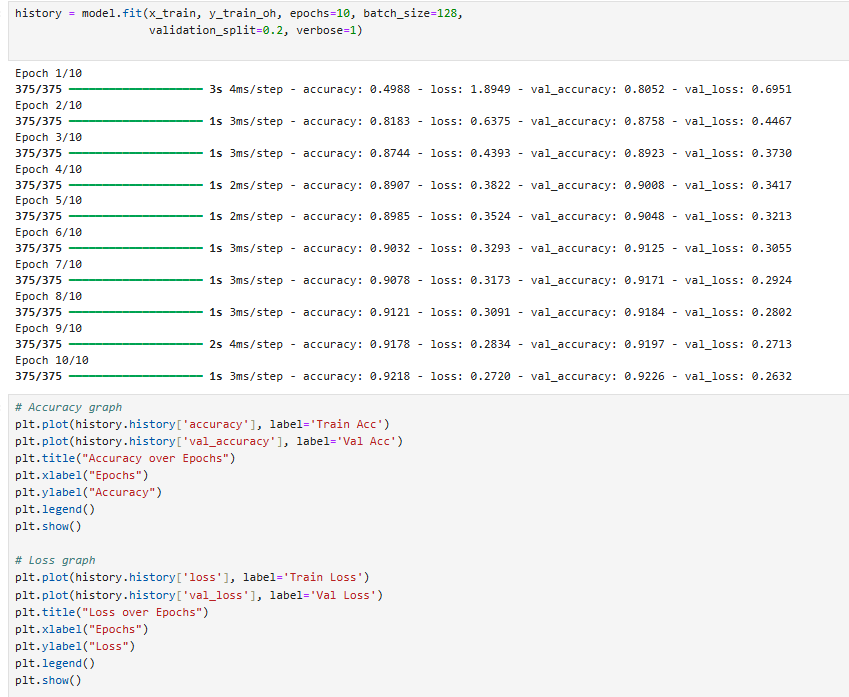 history = model.fit(x_train, y_train_oh, epochs=10, batch_size=128,
                    validation_split=0.2, verbose=1)
Epoch 1/10
375/375 ━━━━━━━━━━━━━━━━━━━━ 3s 4ms/step - accuracy: 0.4988 - loss: 1.8949 - val_accuracy: 0.8052 - val_loss: 0.6951
Epoch 2/10
375/375 ━━━━━━━━━━━━━━━━━━━━ 1s 3ms/step - accuracy: 0.8183 - loss: 0.6375 - val_accuracy: 0.8758 - val_loss: 0.4467
Epoch 3/10
375/375 ━━━━━━━━━━━━━━━━━━━━ 1s 3ms/step - accuracy: 0.8744 - loss: 0.4393 - val_accuracy: 0.8923 - val_loss: 0.3730
Epoch 4/10
375/375 ━━━━━━━━━━━━━━━━━━━━ 1s 2ms/step - accuracy: 0.8907 - loss: 0.3822 - val_accuracy: 0.9008 - val_loss: 0.3417
Epoch 5/10
375/375 ━━━━━━━━━━━━━━━━━━━━ 1s 2ms/step - accuracy: 0.8985 - loss: 0.3524 - val_accuracy: 0.9048 - val_loss: 0.3213
Epoch 6/10
375/375 ━━━━━━━━━━━━━━━━━━━━ 1s 3ms/step - accuracy: 0.9032 - loss: 0.3293 - val_accuracy: 0.9125 - val_loss: 0.3055
Epoch 7/10
375/375 ━━━━━━━━━━━━━━━━━━━━ 1s 3ms/step - accuracy: 0.9078 - loss: 0.3173 - val_accuracy: 0.9171 - val_loss: 0.2924
Epoch 8/10
375/375 ━━━━━━━━━━━━━━━━━━━━ 1s 3ms/step - accuracy: 0.9121 - loss: 0.3091 - val_accuracy: 0.9184 - val_loss: 0.2802
Epoch 9/10
375/375 ━━━━━━━━━━━━━━━━━━━━ 2s 4ms/step - accuracy: 0.9178 - loss: 0.2834 - val_accuracy: 0.9197 - val_loss: 0.2713
Epoch 10/10
375/375 ━━━━━━━━━━━━━━━━━━━━ 1s 3ms/step - accuracy: 0.9218 - loss: 0.2720 - val_accuracy: 0.9226 - val_loss: 0.2632
# Accuracy graph
plt.plot(history.history['accuracy'], label='Train Acc')
plt.plot(history.history['val_accuracy'], label='Val Acc')
plt.title("Accuracy over Epochs")
plt.xlabel("Epochs")
plt.ylabel("Accuracy")
plt.legend()
plt.show()
# Loss graph
plt.plot(history.history['loss'], label='Train Loss')
plt.plot(history.history['val_loss'], label='Val Loss')
plt.title("Loss over Epochs")
plt.xlabel("Epochs")
plt.ylabel("Loss")
plt.legend()
plt.show()